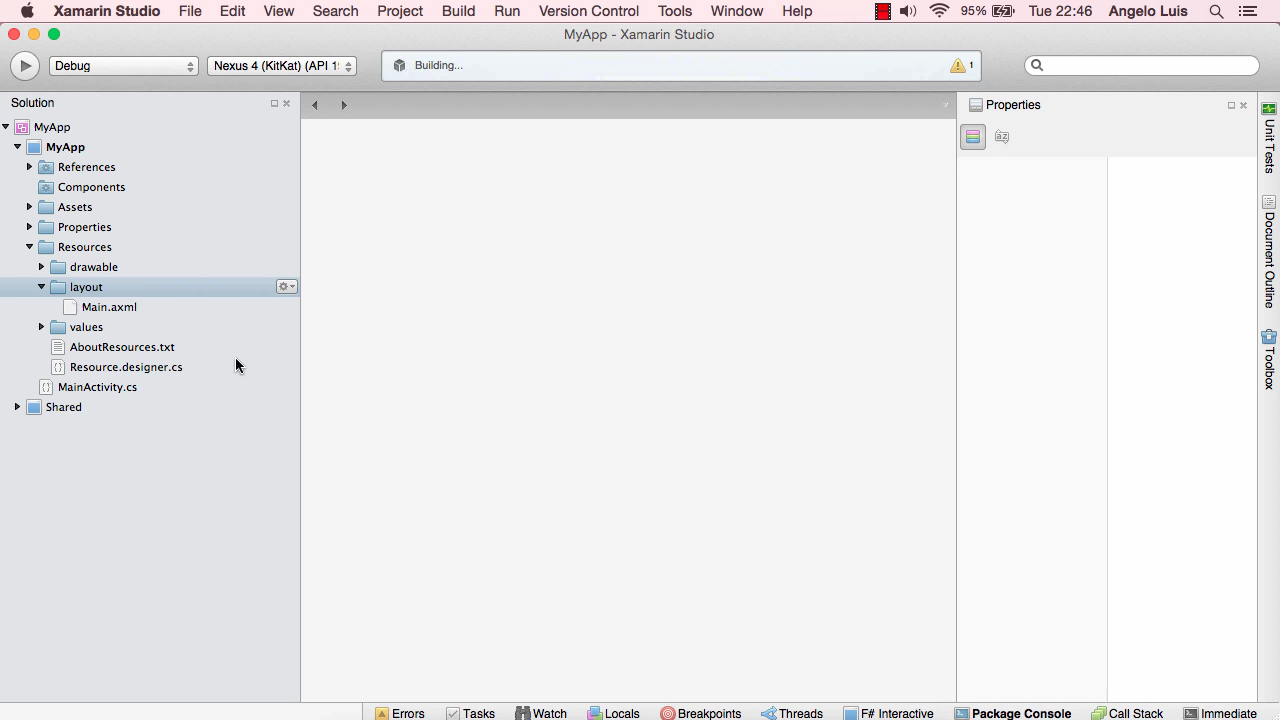 Xamarin Studio File Edit View Search Project Build Run Version Control Tools Window Help 95% Tue 22:46 Angelo Luis
MyApp - Xamarin Studio
Debug Nexus 4 (KitKat) (API 1 Building... 1
Solution
Properties
MyApp
MyApp
References
Components
Assets
Properties
Resources
drawable
layout
Main.axml
values
AboutResources.txt
Resource.designer.cs
MainActivity.cs
Shared
az
Unit Tests
Document Outline
Toolbox
Errors Tasks Watch Locals Breakpoints Threads F# Interactive Package Console Call Stack Immediate